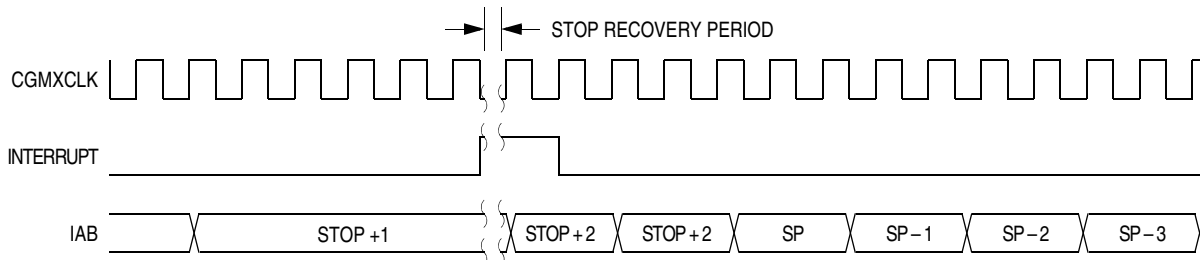 STOP RECOVERY PERIOD
CGMXCLK
INTERRUPT
IAB
STOP +1
STOP + 2
STOP + 2
SP
SP – 1
SP – 2
SP – 3